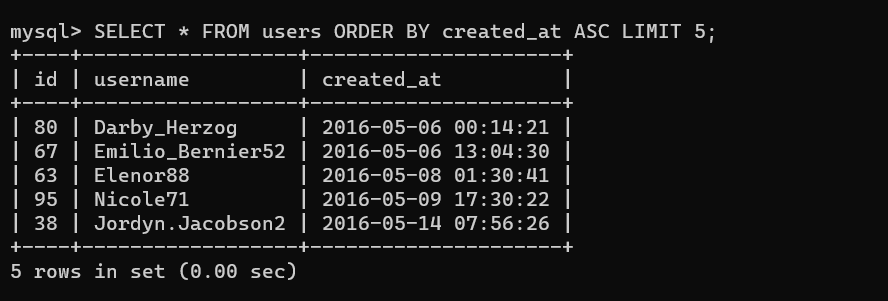 mysql> SELECT * FROM users ORDER BY created_at ASC LIMIT 5;
+----+------------------+---------------------+
| id | username         | created_at          |
+----+------------------+---------------------+
| 80 | Darby_Herzog     | 2016-05-06 00:14:21 |
| 67 | Emilio_Bernier52 | 2016-05-06 13:04:30 |
| 63 | Elenor88         | 2016-05-08 01:30:41 |
| 95 | Nicole71         | 2016-05-09 17:30:22 |
| 38 | Jordyn.Jacobson2 | 2016-05-14 07:56:26 |
+----+------------------+---------------------+
5 rows in set (0.00 sec)